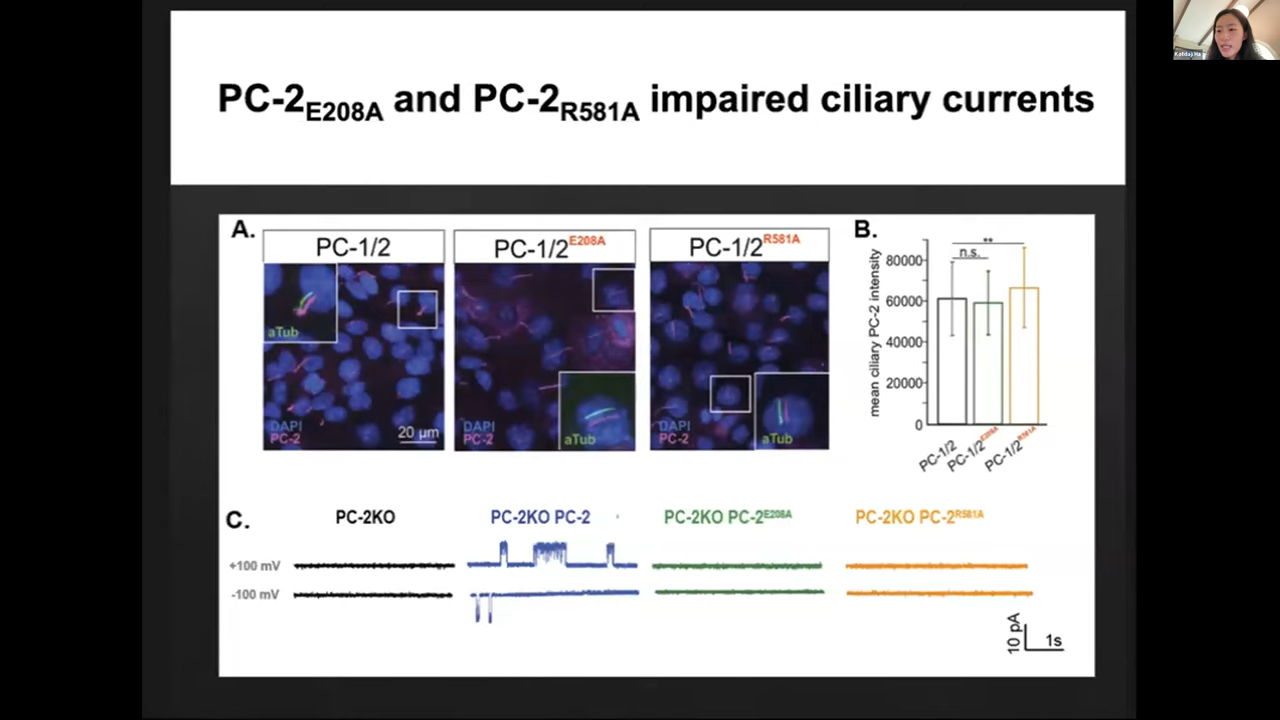 PC-2E208A and PC-2R581A impaired ciliary currents
A.
PC-1/2
PC-1/2E208A
PC-1/2R581A
aTub
DAPI
PC-2
20 µm
DAPI
PC-2
aTub
DAPI
PC-2
aTub
B.
mean ciliary PC-2 intensity
80000
60000
40000
20000
0
**
n.s.
PC-1/2
PC-1/2E208A
PC-1/2R581A
C.
PC-2KO
PC-2KO PC-2
PC-2KO PC-2E208A
PC-2KO PC-2R581A
+100 mV
-100 mV
10 pA
1s